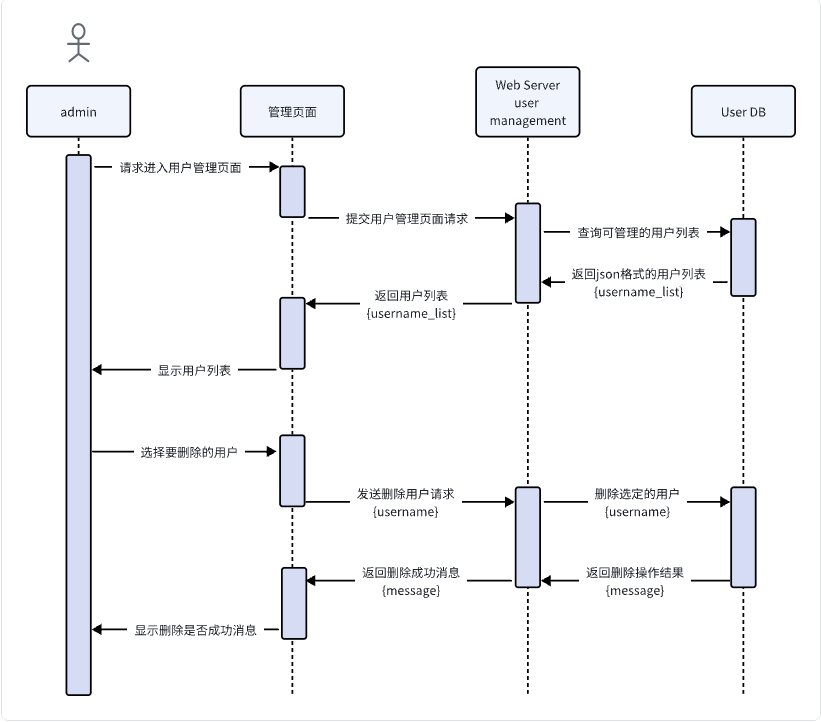 admin
管理页面
Web Server
user
management
User DB
请求进入用户管理页面
提交用户管理页面请求
查询可管理的用户列表
返回json格式的用户列表
{username_list}
返回用户列表
{username_list}
显示用户列表
选择要删除的用户
发送删除用户请求
{username}
删除选定的用户
{username}
返回删除操作结果
{message}
返回删除成功消息
{message}
显示删除是否成功消息